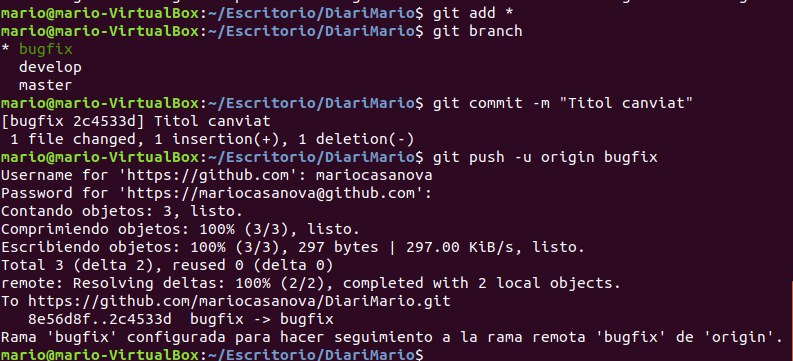 mario@mario-VirtualBox:~/Escritorio/DiariMario$ git add *
mario@mario-VirtualBox:~/Escritorio/DiariMario$ git branch
* bugfix
  develop
  master
mario@mario-VirtualBox:~/Escritorio/DiariMario$ git commit -m "Titol canviat"
[bugfix 2c4533d] Titol canviat
 1 file changed, 1 insertion(+), 1 deletion(-)
mario@mario-VirtualBox:~/Escritorio/DiariMario$ git push -u origin bugfix
Username for 'https://github.com': mariocasanova
Password for 'https://mariocasanova@github.com':
Contando objetos: 3, listo.
Comprimiendo objetos: 100% (3/3), listo.
Escribiendo objetos: 100% (3/3), 297 bytes | 297.00 KiB/s, listo.
Total 3 (delta 2), reused 0 (delta 0)
remote: Resolving deltas: 100% (2/2), completed with 2 local objects.
To https://github.com/mariocasanova/DiariMario.git
   8e56d8f..2c4533d  bugfix -> bugfix
Rama 'bugfix' configurada para hacer seguimiento a la rama remota 'bugfix' de 'origin'.
mario@mario-VirtualBox:~/Escritorio/DiariMario$